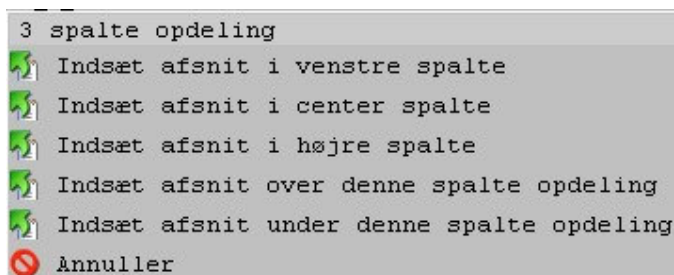 3 spalte opdeling
Indsæt afsnit i venstre spalte
Indsæt afsnit i center spalte
Indsæt afsnit i højre spalte
Indsæt afsnit over denne spalte opdeling
Indsæt afsnit under denne spalte opdeling
Annuller